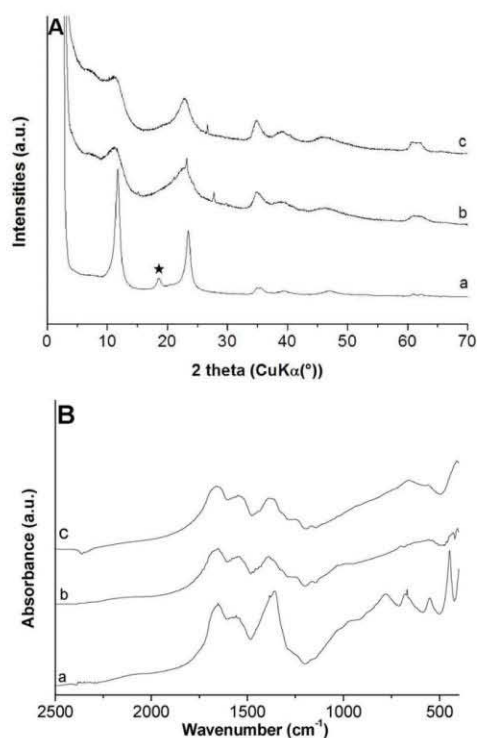 A
Intensities (a.u.)
c
b
★
a
0 10 20 30 40 50 60 70
2 theta (CuKα(°))
B
Absorbance (a.u.)
c
b
a
2500 2000 1500 1000 500
Wavenumber (cm⁻¹)